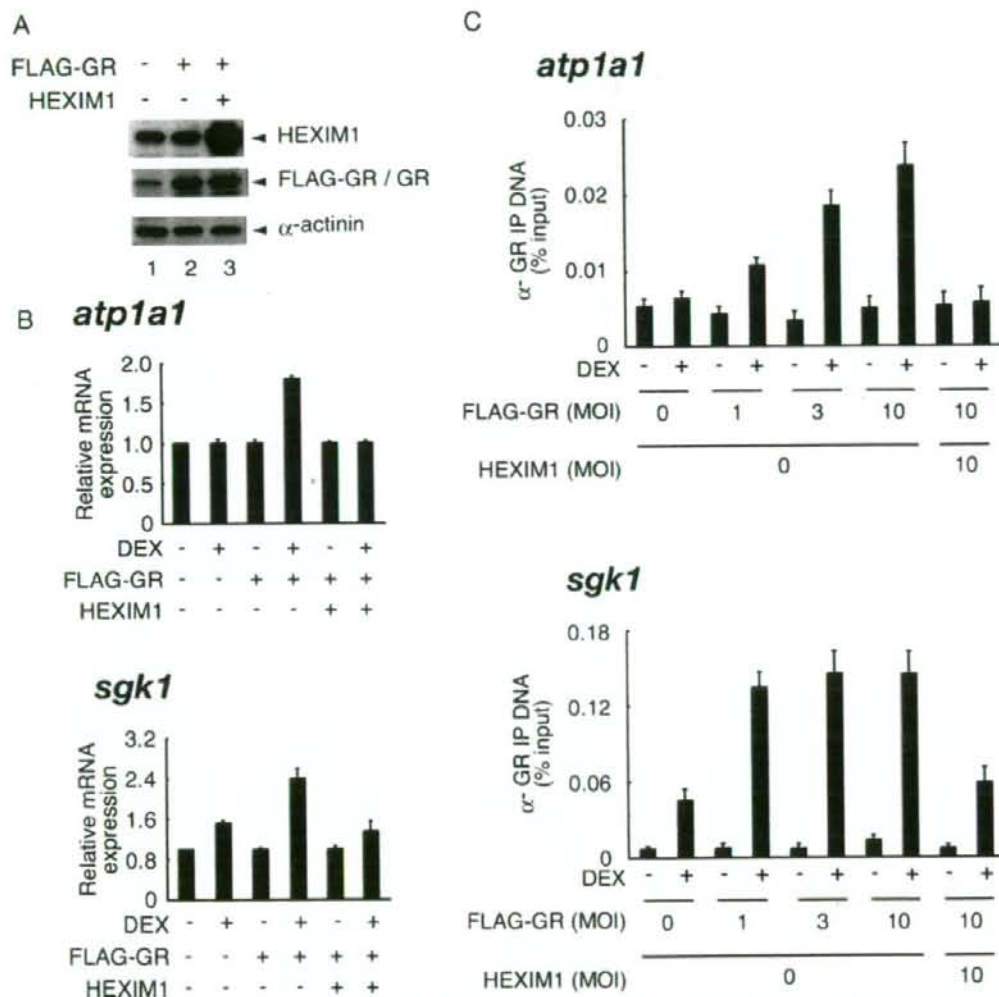 A
FLAG-GR - + +
HEXIM1 - - +
HEXIM1
FLAG-GR / GR
α-actinin
1 2 3
B
atp1a1
Relative mRNA
expression
2.0
1.5
1.0
0.5
0
DEX - + - + - +
FLAG-GR - - + + + +
HEXIM1 - - - - + +
sgk1
Relative mRNA
expression
3.2
2.4
1.6
0.8
0
DEX - + - + - +
FLAG-GR - - + + + +
HEXIM1 - - - - + +
C
atp1a1
α- GR IP DNA
(% input)
0.03
0.02
0.01
0
DEX - + - + - + - + - +
FLAG-GR (MOI) 0 1 3 10 10
HEXIM1 (MOI) 0 10
sgk1
α- GR IP DNA
(% input)
0.18
0.12
0.06
0
DEX - + - + - + - + - +
FLAG-GR (MOI) 0 1 3 10 10
HEXIM1 (MOI) 0 10